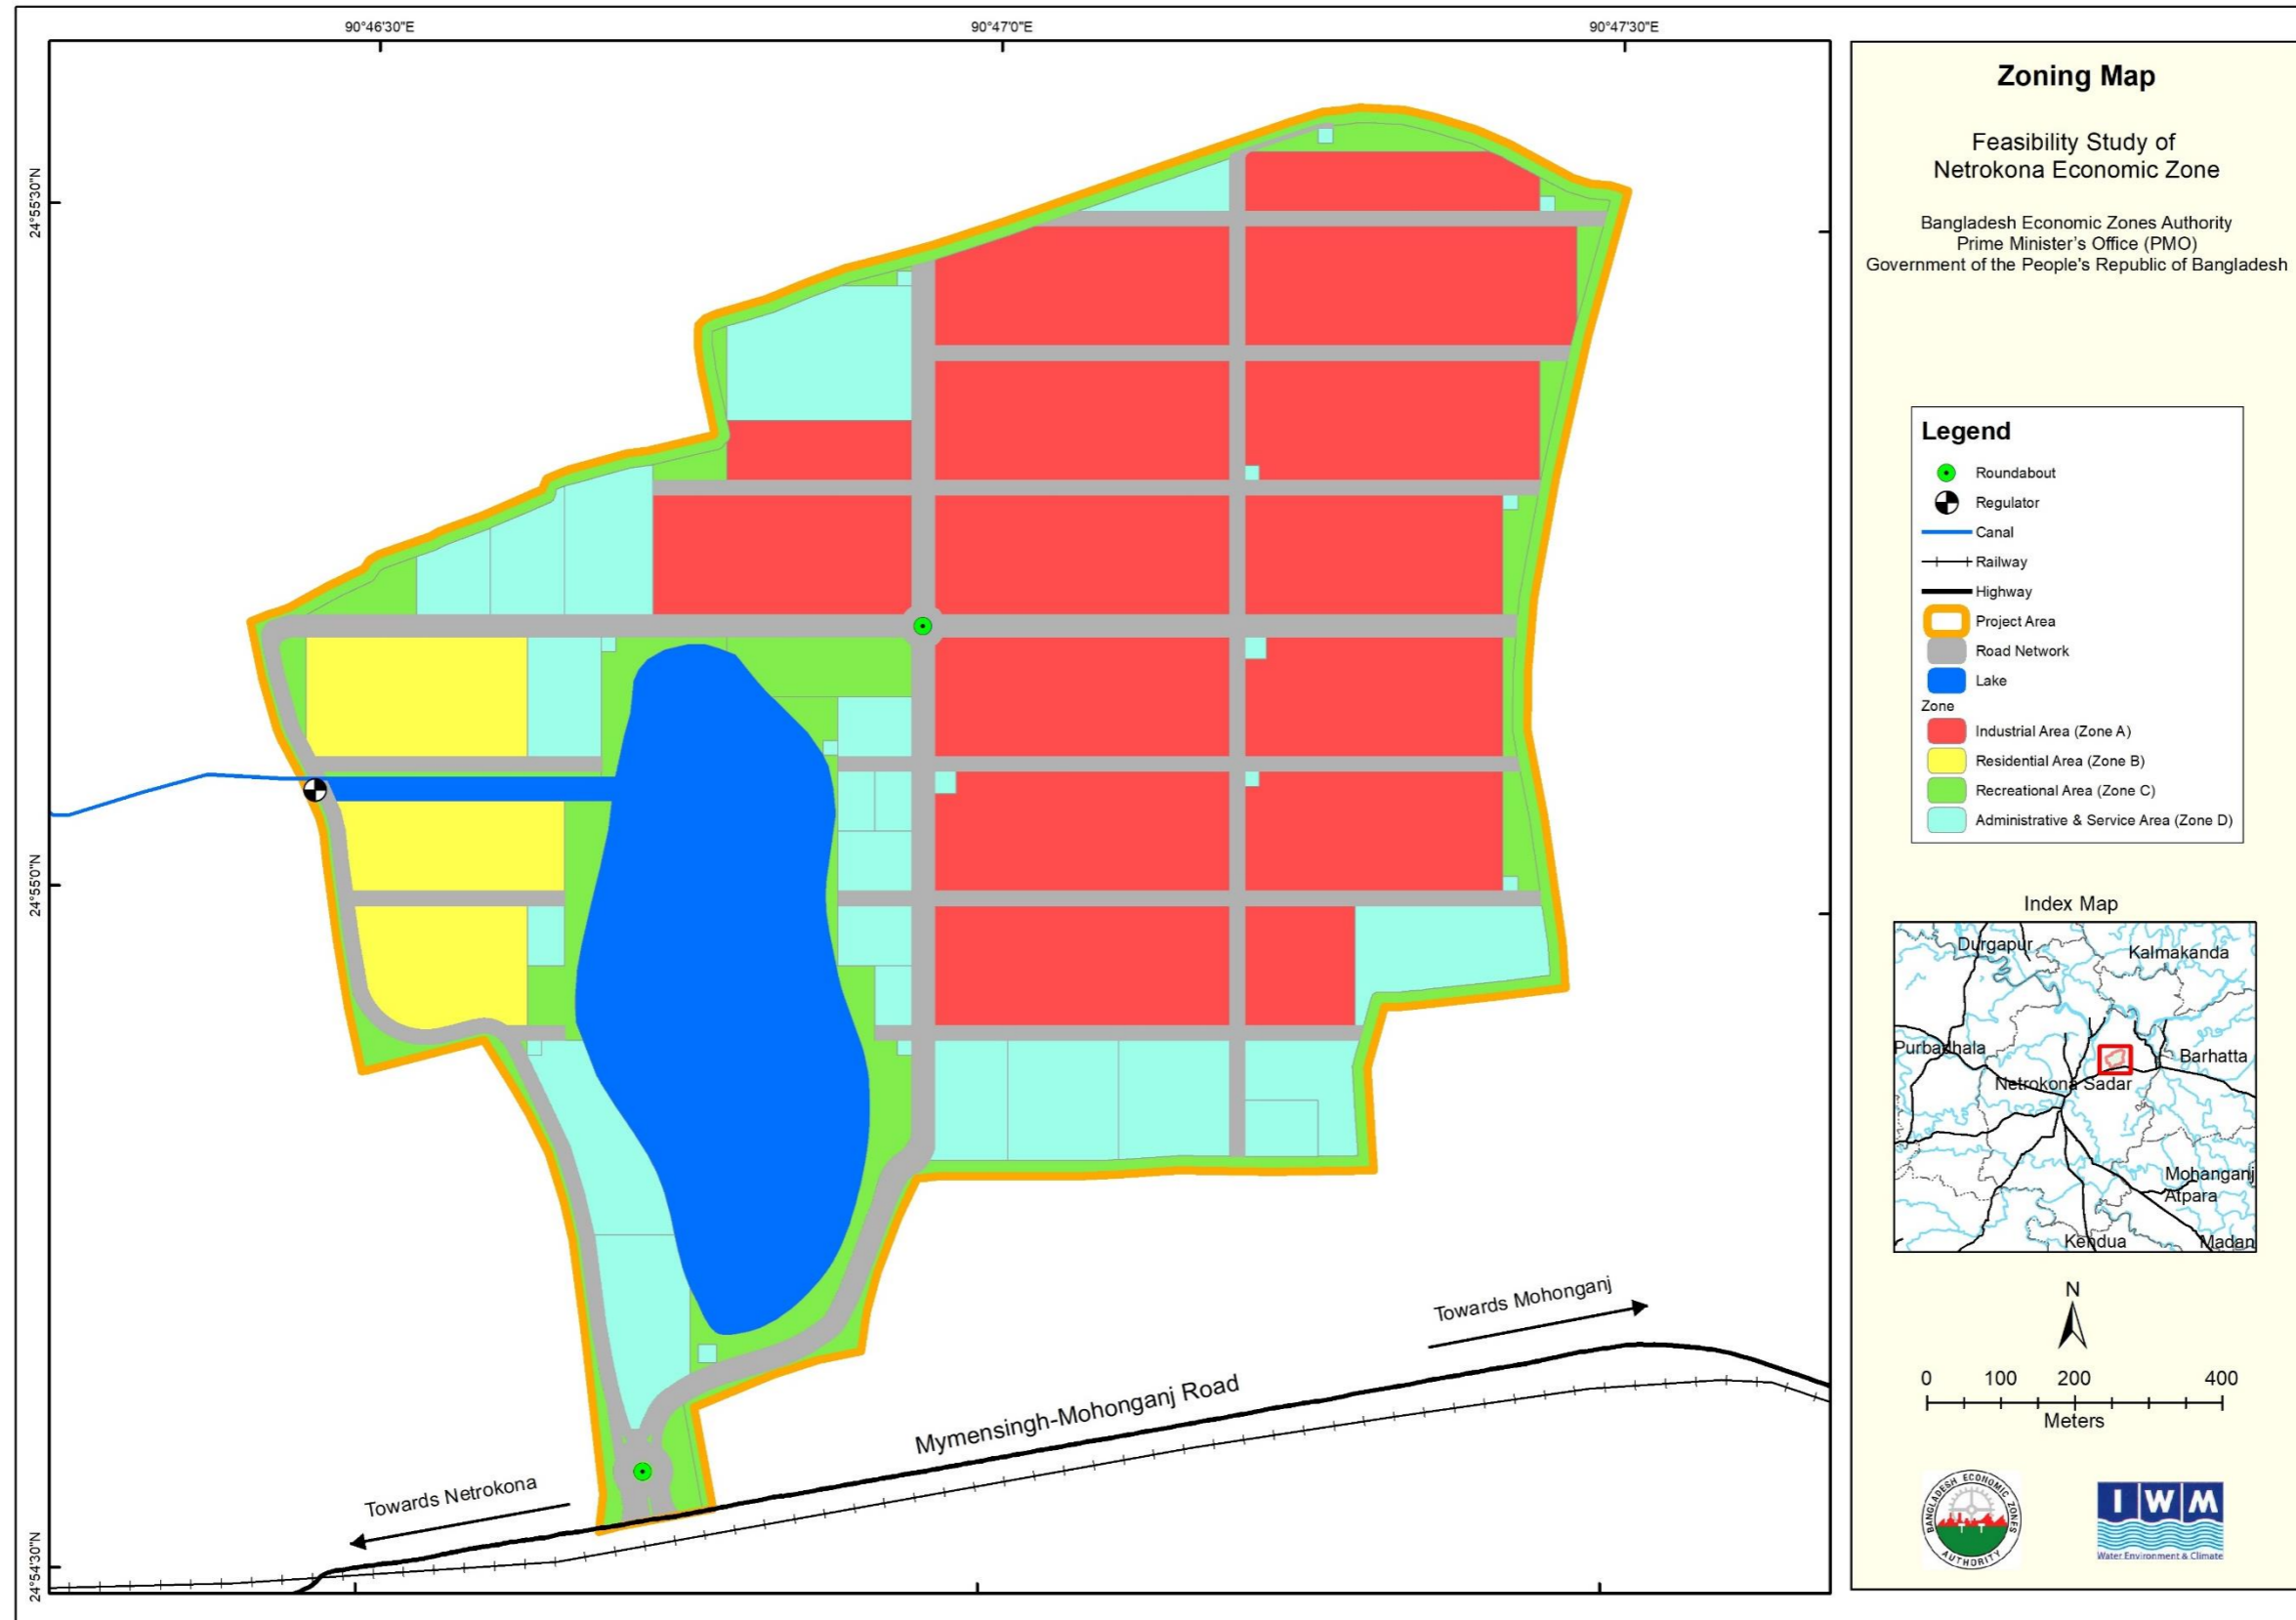 90°46'30"E
90°47'0"E
90°47'30"E
24°55'30"N
24°55'0"N
24°54'30"N
Towards Mohonganj
Mymensingh-Mohonganj Road
Towards Netrokona
Zoning Map
Feasibility Study of
Netrokona Economic Zone
Bangladesh Economic Zones Authority
Prime Minister's Office (PMO)
Government of the People's Republic of Bangladesh
Legend
Roundabout
Regulator
Canal
Railway
Highway
Project Area
Road Network
Lake
Zone
Industrial Area (Zone A)
Residential Area (Zone B)
Recreational Area (Zone C)
Administrative & Service Area (Zone D)
Index Map
Durgapur
Kalmakanda
Purbadhala
Barhatta
Netrokona Sadar
Mohanganj
Atpara
Kendua
Madan
N
0 100 200 400
Meters
BANGLADESH ECONOMIC ZONES
AUTHORITY
IWM
Water Environment & Climate